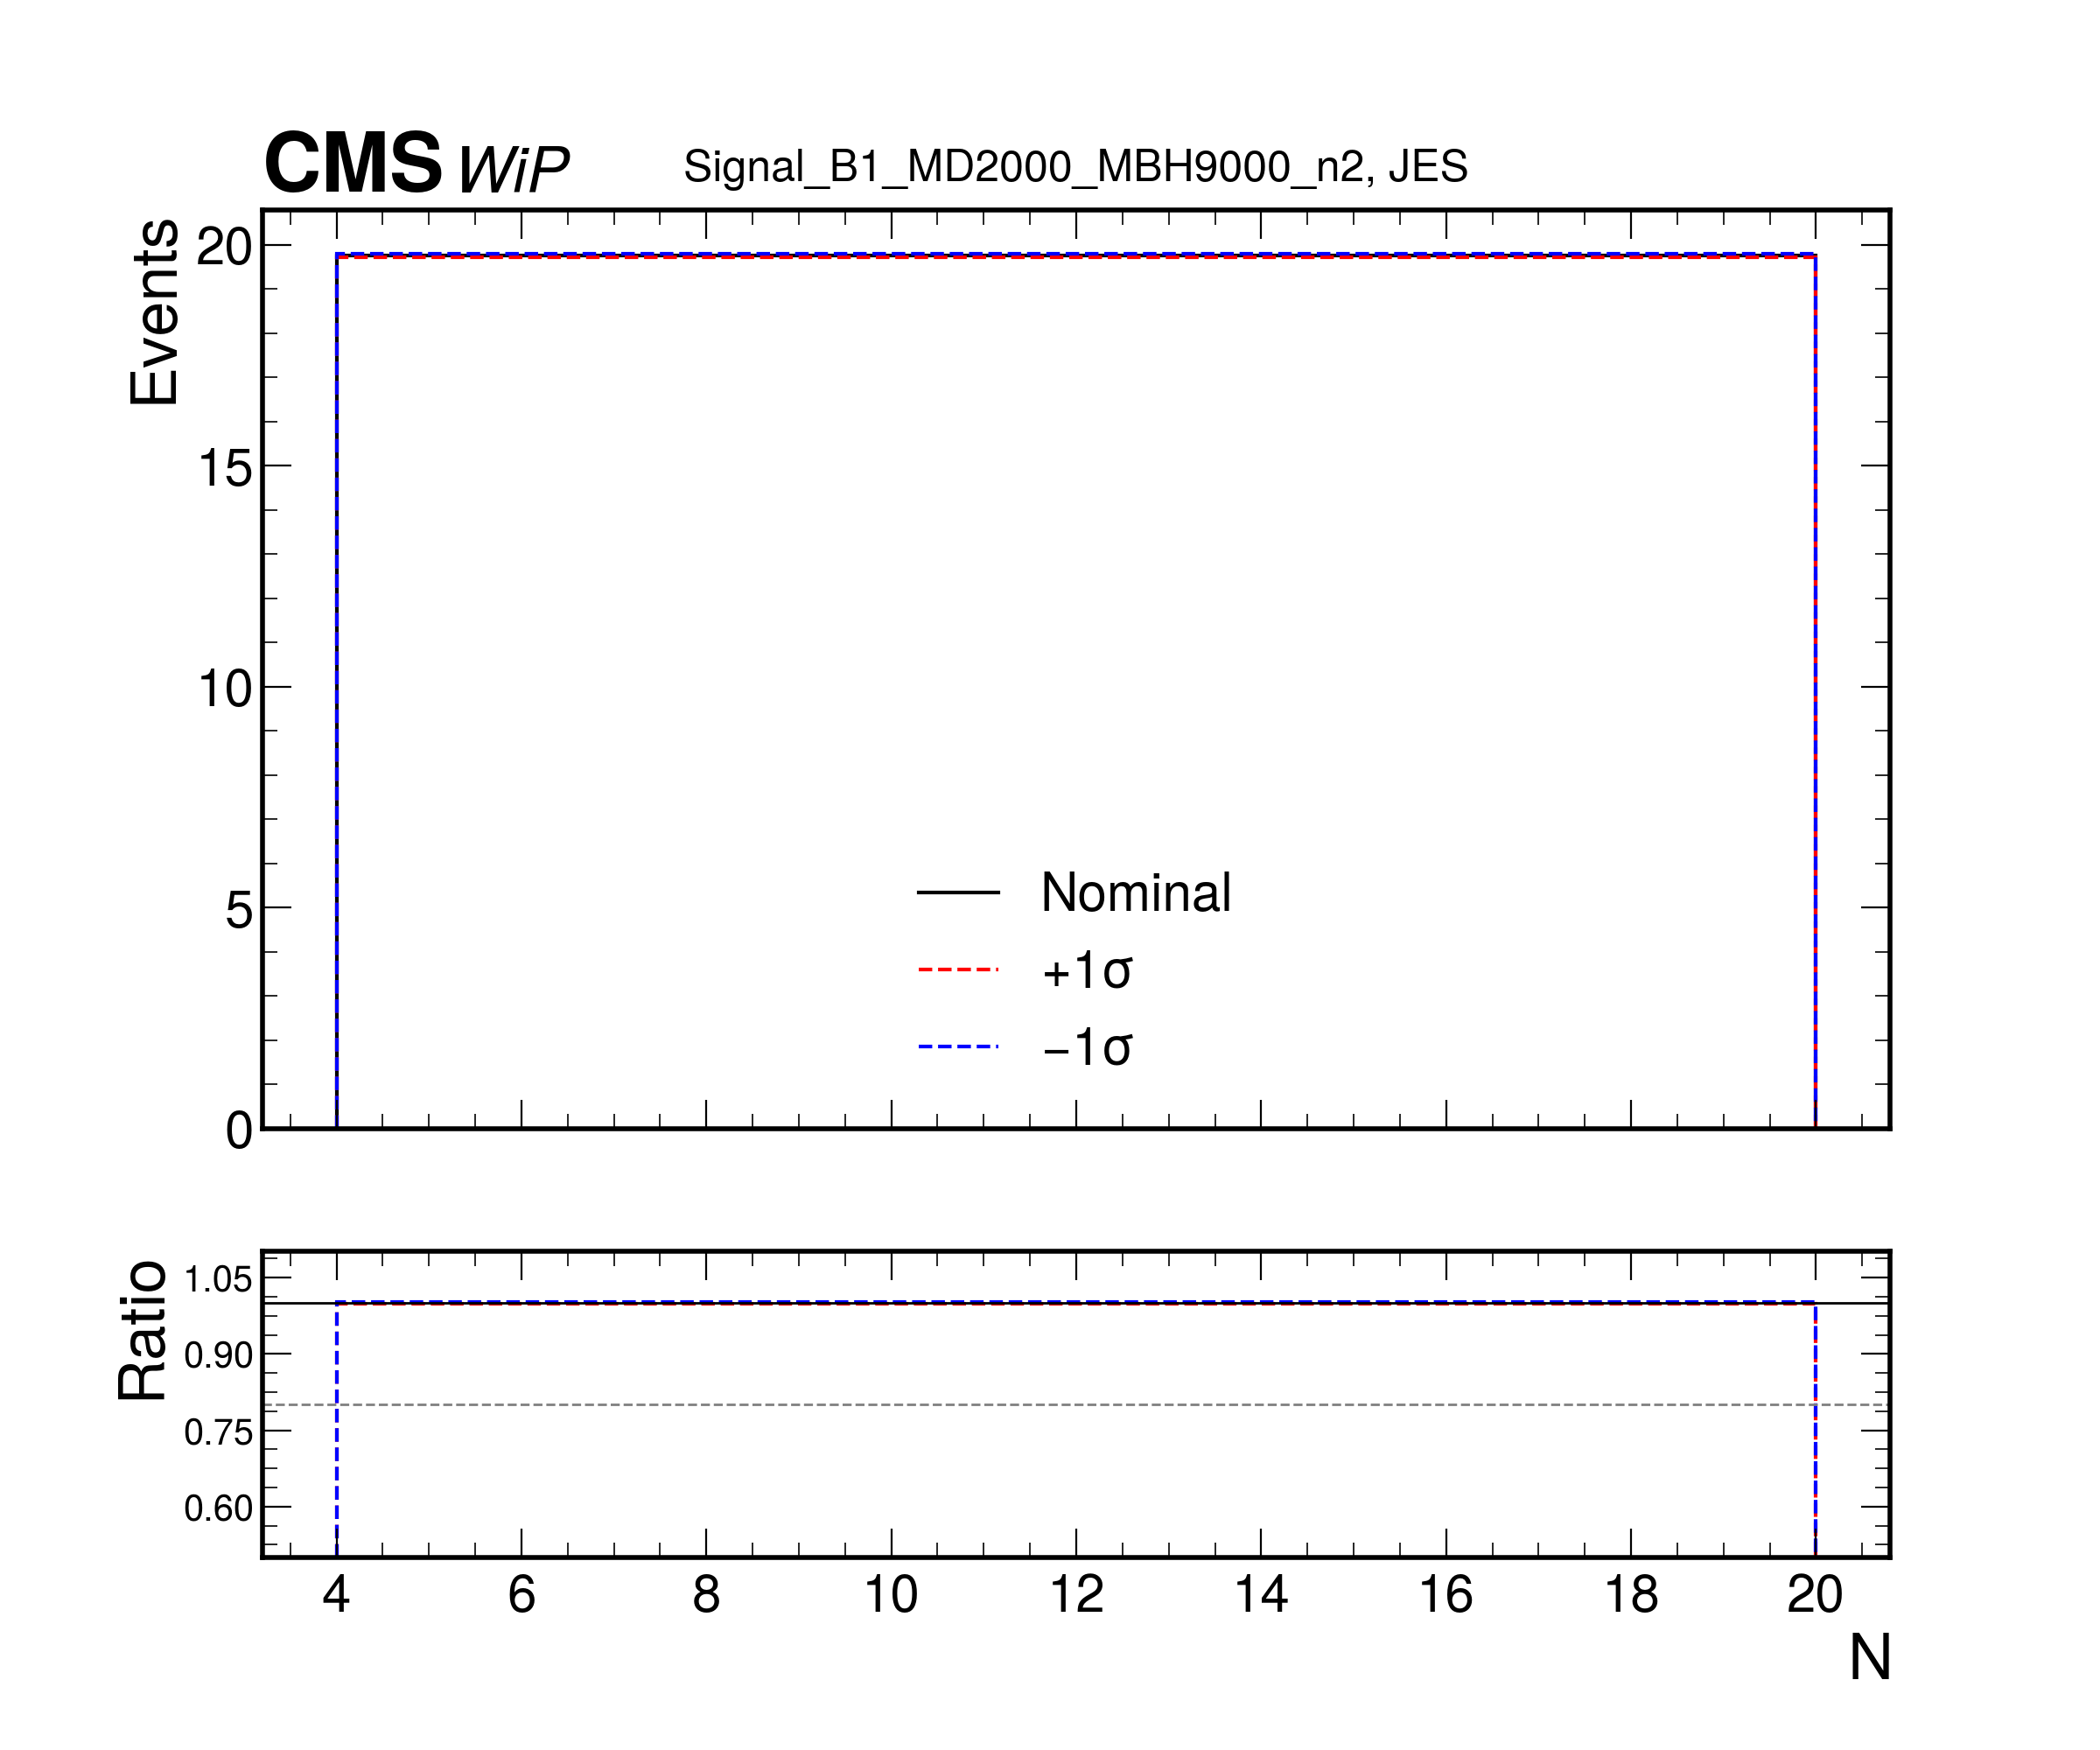 CMS WiP Signal_B1_MD2000_MBH9000_n2, JES
Events
20
15
10
5
0
Nominal
+1σ
−1σ
Ratio
1.05
0.90
0.75
0.60
4 6 8 10 12 14 16 18 20
N